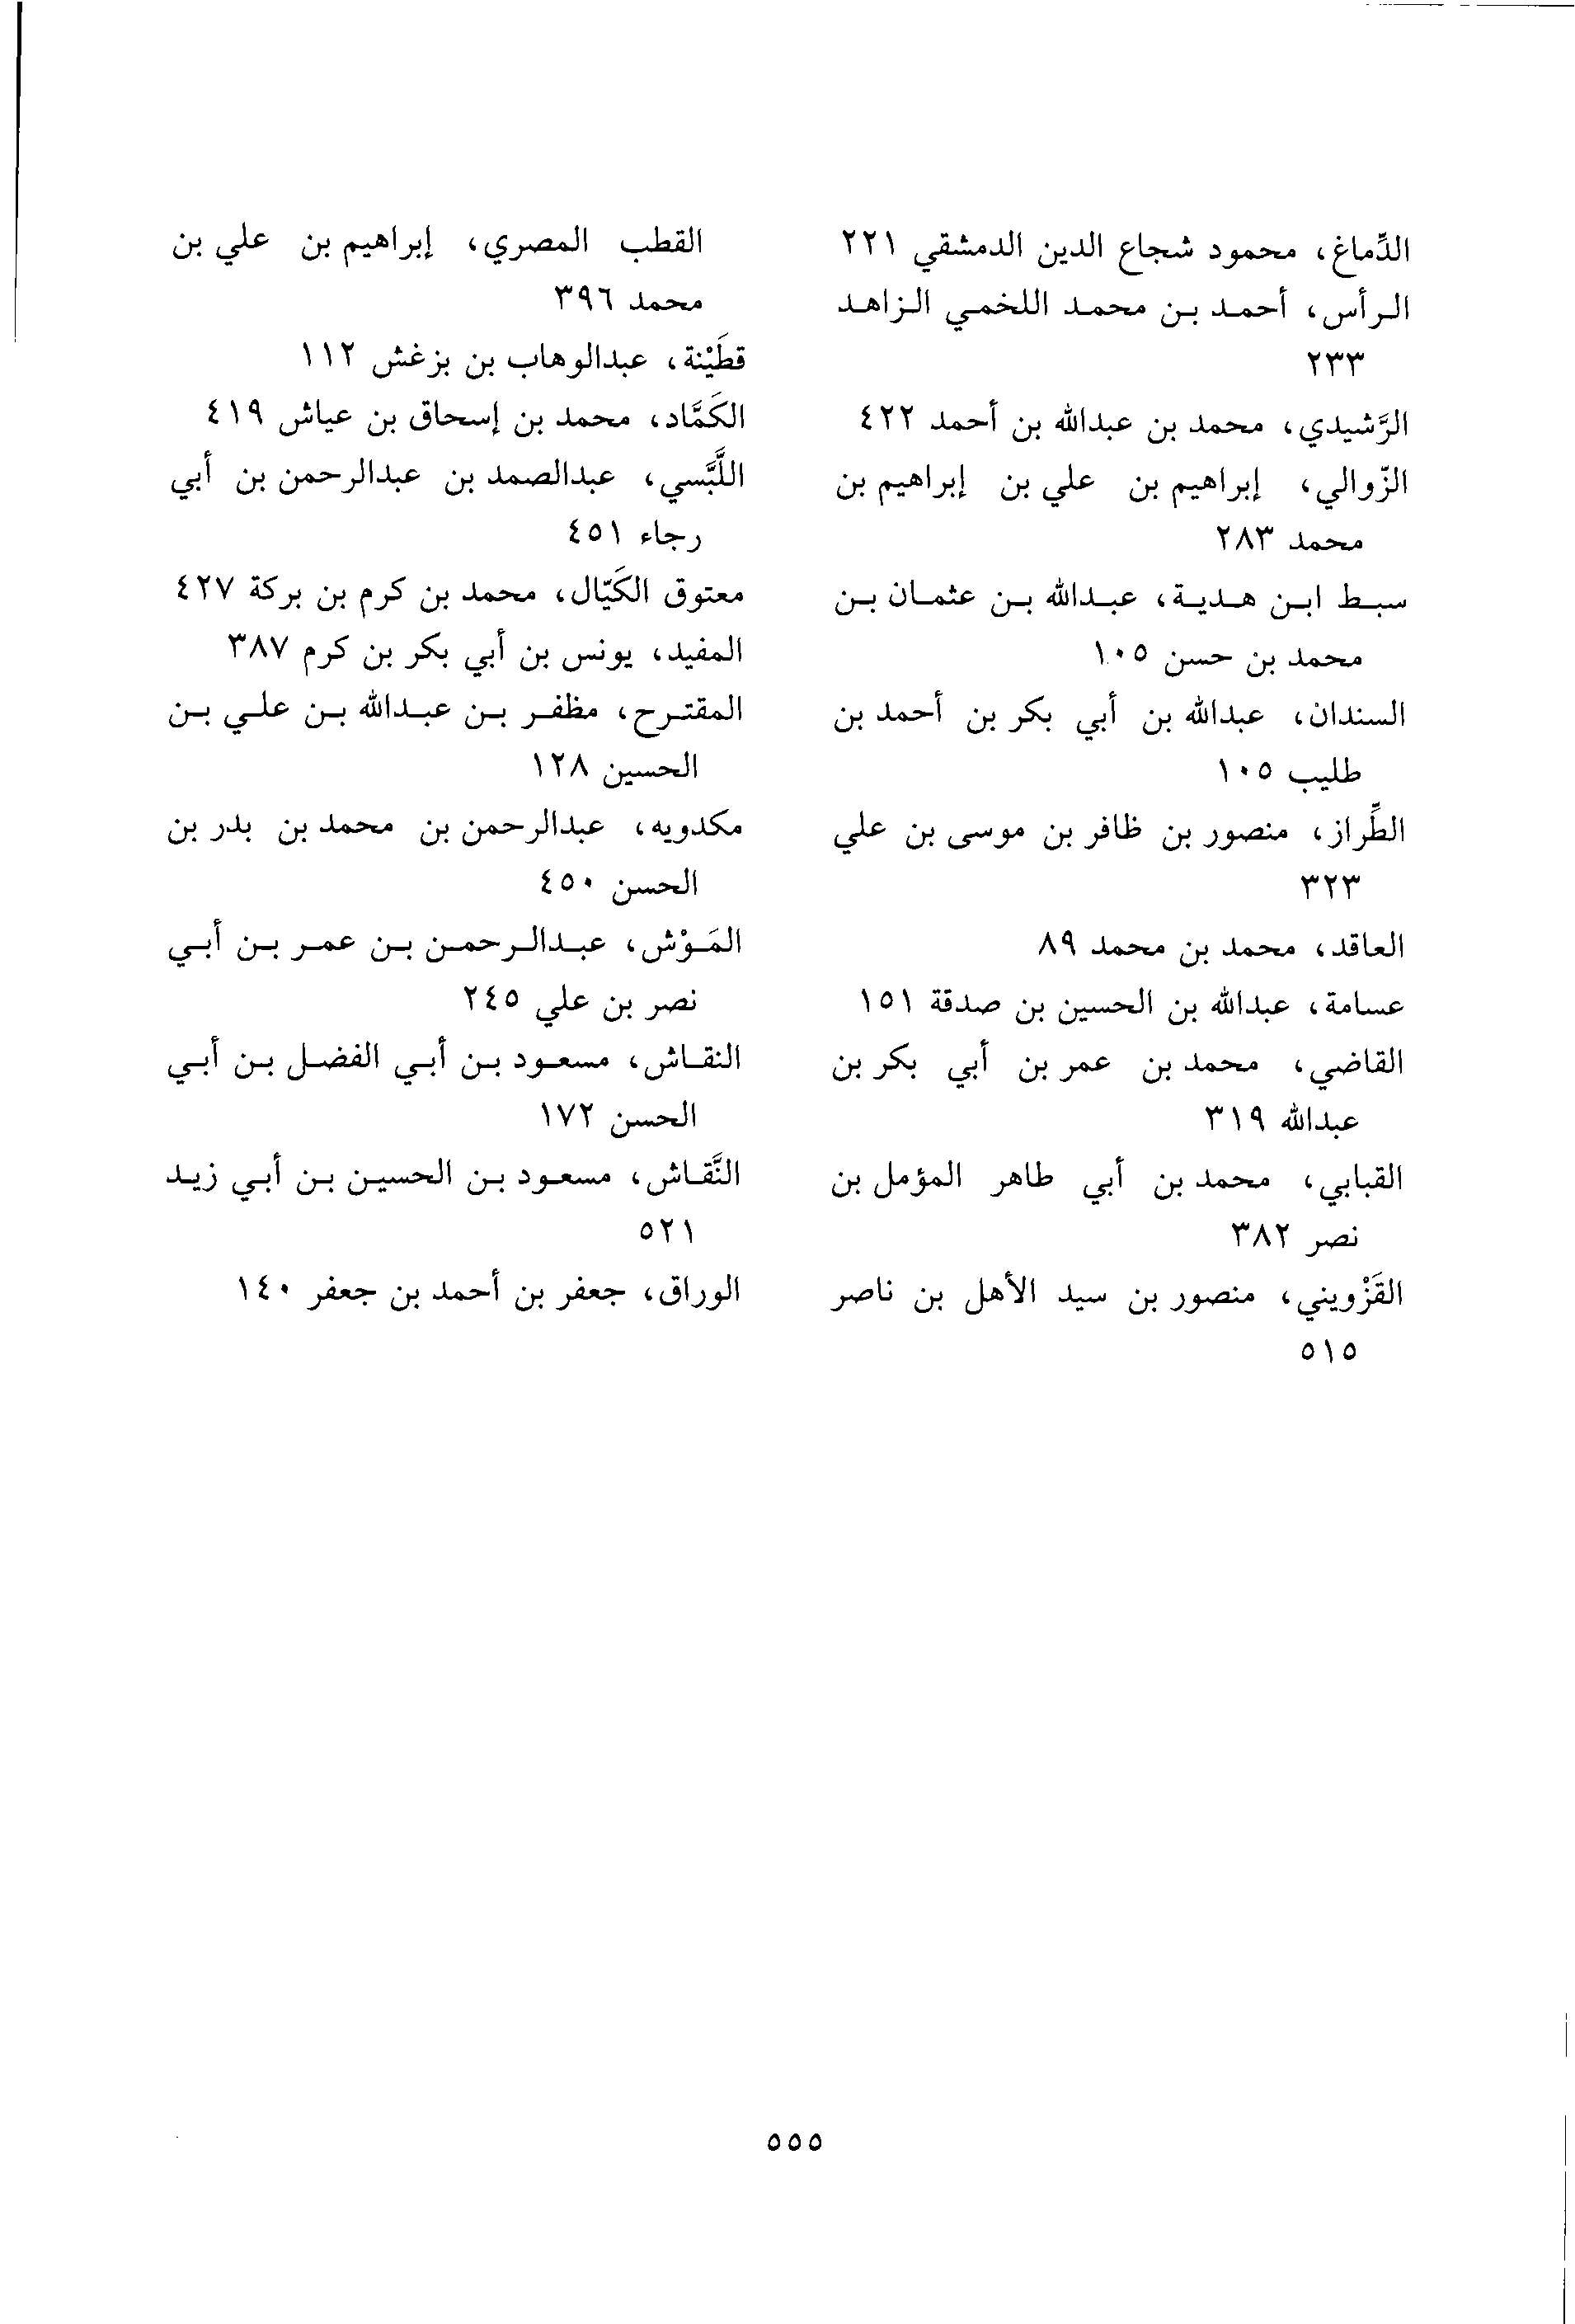 الدِّماغ، محمود شجاع الدين الدمشقي ٢٢١
الرأس، أحمد بن محمد اللخمي الزاهد
٢٣٣
الرَّشيدي، محمد بن عبدالله بن أحمد ٤٢٢
الزّوالي، إبراهيم بن علي بن إبراهيم بن
محمد ٢٨٣
سبط ابن هدية، عبدالله بن عثمان بن
محمد بن حسن ١٠٥
السندان، عبدالله بن أبي بكر بن أحمد بن
طليب ١٠٥
الطِّراز، منصور بن ظافر بن موسى بن علي
٣٢٣
العاقد، محمد بن محمد ٨٩
عسامة، عبدالله بن الحسين بن صدقة ١٥١
القاضي، محمد بن عمر بن أبي بكر بن
عبدالله ٣١٩
القبابي، محمد بن أبي طاهر المؤمل بن
نصر ٣٨٢
القَزْويني، منصور بن سيد الأهل بن ناصر
٥١٥
القطب المصري، إبراهيم بن علي بن
محمد ٣٩٦
قطَيْنة، عبدالوهاب بن بزغش ١١٢
الكَمَّاد، محمد بن إسحاق بن عياش ٤١٩
اللَّبَّسي، عبدالصمد بن عبدالرحمن بن أبي
رجاء ٤٥١
معتوق الكَيّال، محمد بن كرم بن بركة ٤٢٧
المفيد، يونس بن أبي بكر بن كرم ٣٨٧
المقترح، مظفر بن عبدالله بن علي بن
الحسين ١٢٨
مكدويه، عبدالرحمن بن محمد بن بدر بن
الحسن ٤٥٠
المَوْش، عبدالرحمن بن عمر بن أبي
نصر بن علي ٢٤٥
النقاش، مسعود بن أبي الفضل بن أبي
الحسن ١٧٢
النَّقاش، مسعود بن الحسين بن أبي زيد
٥٢١
الوراق، جعفر بن أحمد بن جعفر ١٤٠
٥٥٥